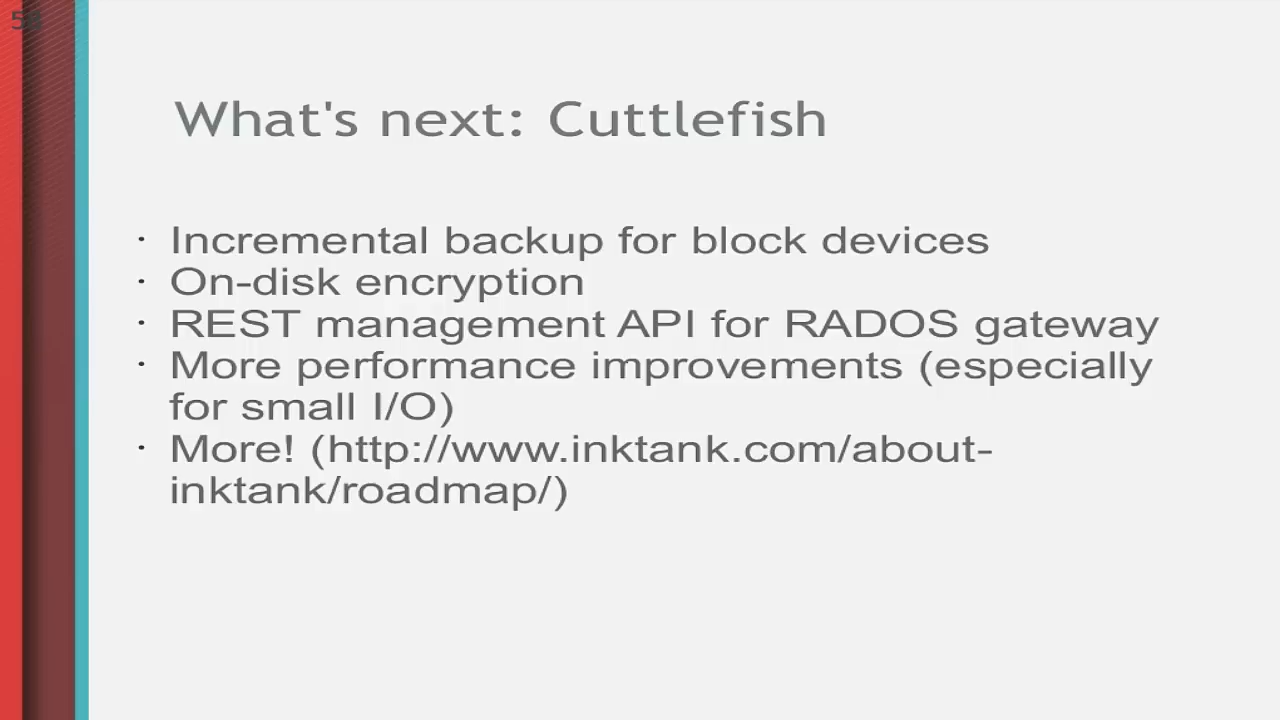 What's next: Cuttlefish
· Incremental backup for block devices
· On-disk encryption
· REST management API for RADOS gateway
· More performance improvements (especially
for small I/O)
· More! (http://www.inktank.com/about-
inktank/roadmap/)